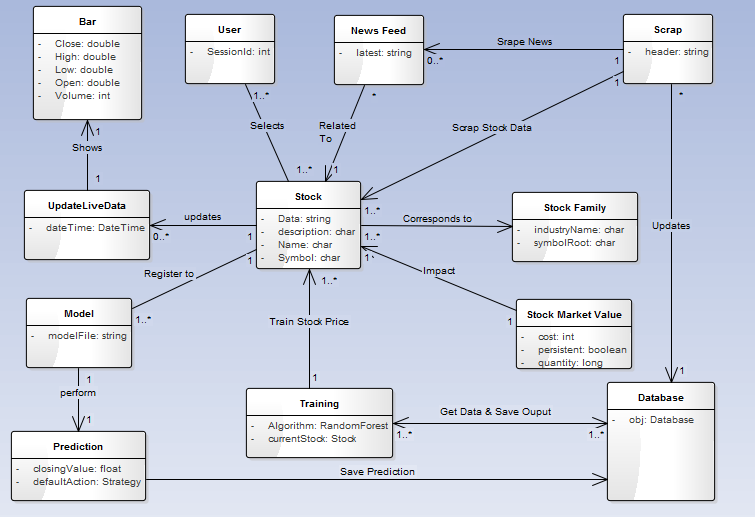 Bar
- Close: double
- High: double
- Low: double
- Open: double
- Volume: int
User
- SessionId: int
News Feed
- latest: string
Scrap
- header: string
Srape News
0..*
1
1
*
1
Shows
1
1..*
Selects
1..*
*
Related
To
1
Scrap Stock Data
1..*
Updates
1
UpdateLiveData
- dateTime: DateTime
updates
0..*
1
Stock
- Data: string
- description: char
- Name: char
- Symbol: char
Corresponds to
1..*
Stock Family
- industryName: char
- symbolRoot: char
Register to
1
1..*
Impact
1
1
Model
- modelFile: string
Train Stock Price
1..*
1
Stock Market Value
- cost: int
- persistent: boolean
- quantity: long
1
perform
1
Training
- Algorithm: RandomForest
- currentStock: Stock
Get Data & Save Ouput
1..*
1..*
Database
- obj: Database
Prediction
- closingValue: float
- defaultAction: Strategy
Save Prediction